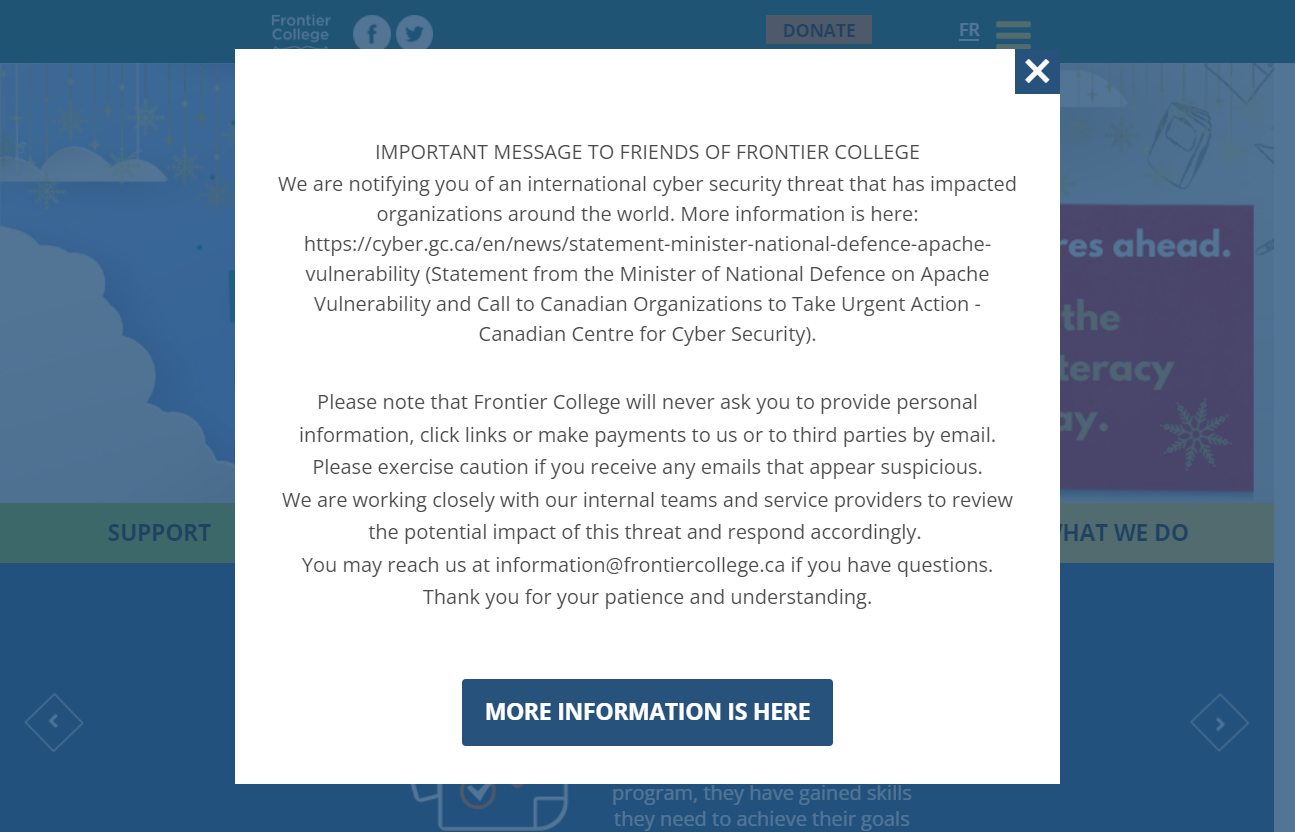 Frontier
College
DONATE
FR
IMPORTANT MESSAGE TO FRIENDS OF FRONTIER COLLEGE
We are notifying you of an international cyber security threat that has impacted
organizations around the world. More information is here:
https://cyber.gc.ca/en/news/statement-minister-national-defence-apache-
vulnerability (Statement from the Minister of National Defence on Apache
Vulnerability and Call to Canadian Organizations to Take Urgent Action -
Canadian Centre for Cyber Security).
Please note that Frontier College will never ask you to provide personal
information, click links or make payments to us or to third parties by email.
Please exercise caution if you receive any emails that appear suspicious.
We are working closely with our internal teams and service providers to review
the potential impact of this threat and respond accordingly.
You may reach us at information@frontiercollege.ca if you have questions.
Thank you for your patience and understanding.
MORE INFORMATION IS HERE
ahead.
the
SUPPORT
WHAT WE DO
program, they have gained skills
they need to achieve their goals